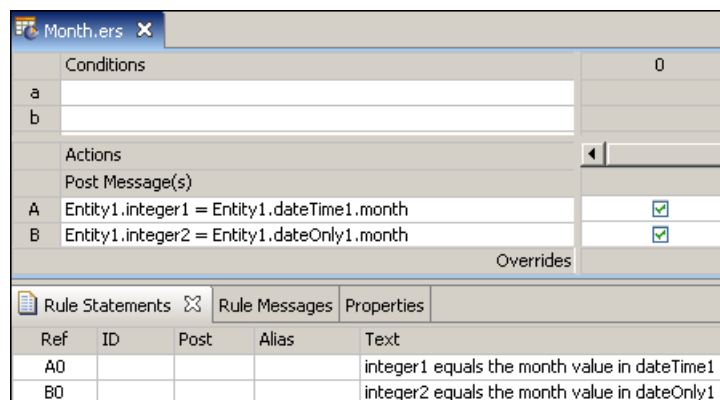 Month.ers
Conditions 0
a
b
Actions
Post Message(s)
A Entity1.integer1 = Entity1.dateTime1.month
B Entity1.integer2 = Entity1.dateOnly1.month
Overrides
Rule Statements Rule Messages Properties
Ref ID Post Alias Text
A0 integer1 equals the month value in dateTime1
B0 integer2 equals the month value in dateOnly1